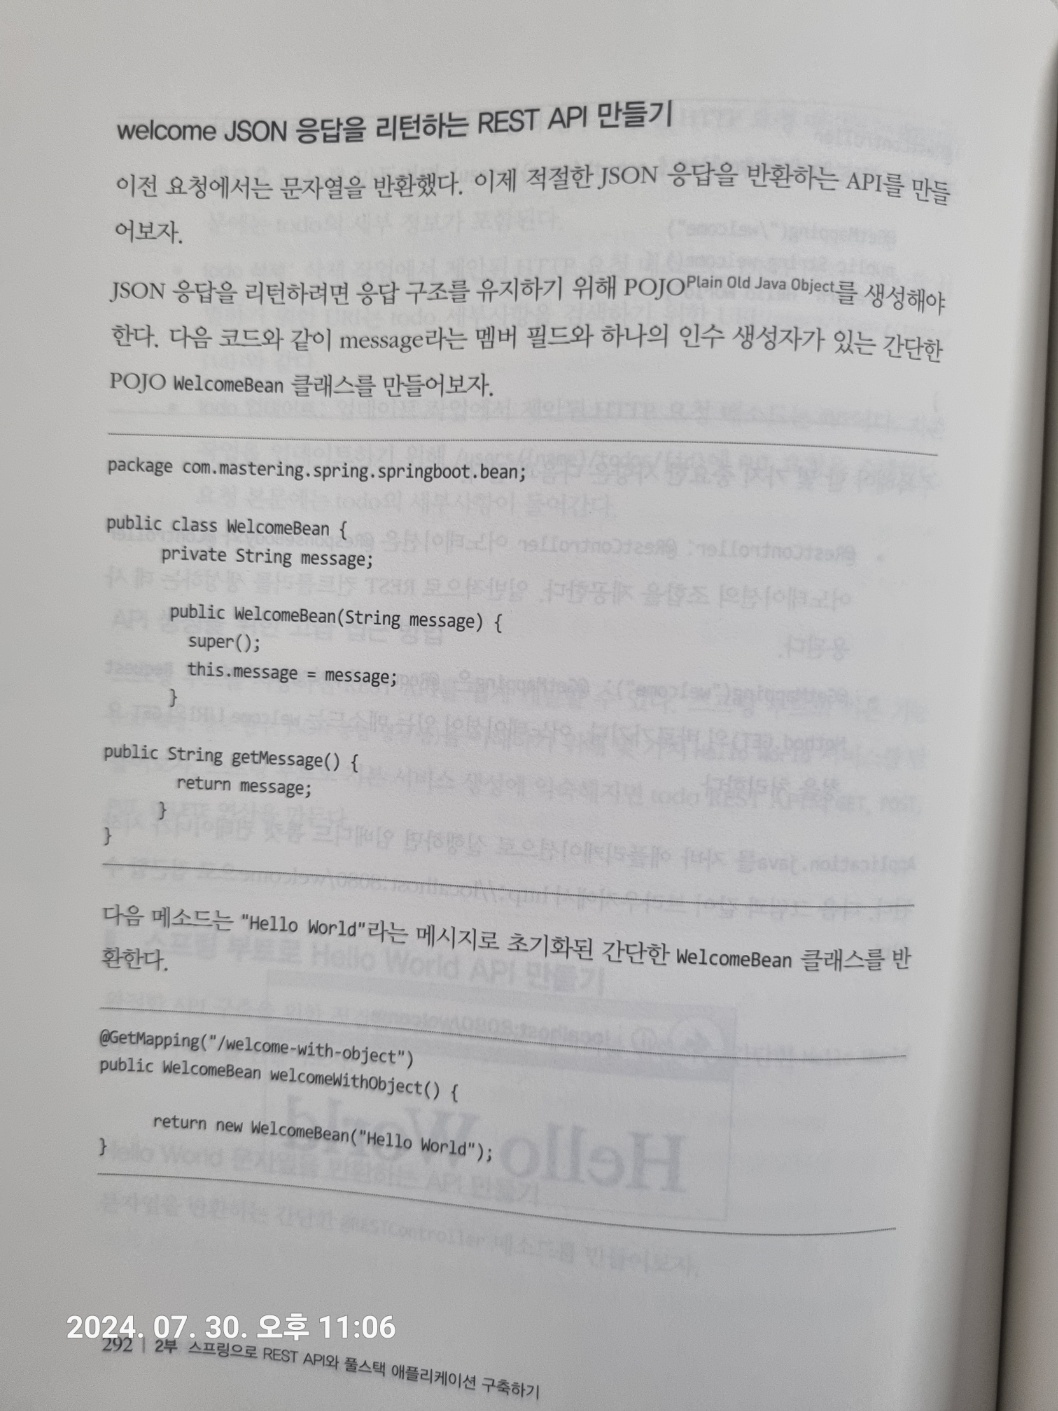 welcome JSON 응답을 리턴하는 REST API 만들기
이전 요청에서는 문자열을 반환했다. 이제 적절한 JSON 응답을 반환하는 API를 만들
어보자.
JSON 응답을 리턴하려면 응답 구조를 유지하기 위해 POJO Plain Old Java Object를 생성해야
한다. 다음 코드와 같이 message라는 멤버 필드와 하나의 인수 생성자가 있는 간단한
POJO WelcomeBean 클래스를 만들어보자.
package com.mastering.spring.springboot.bean;
public class WelcomeBean {
private String message;
public WelcomeBean(String message) {
super();
this.message = message;
}
public String getMessage() {
return message;
}
}
다음 메소드는 "Hello World"라는 메시지로 초기화된 간단한 WelcomeBean 클래스를 반
환한다.
@GetMapping("/welcome-with-object")
public WelcomeBean welcomeWithObject() {
return new WelcomeBean("Hello World");
}
2024. 07. 30. 오후 11:06
292 | 2부 스프링으로 REST API와 풀스택 애플리케이션 구축하기